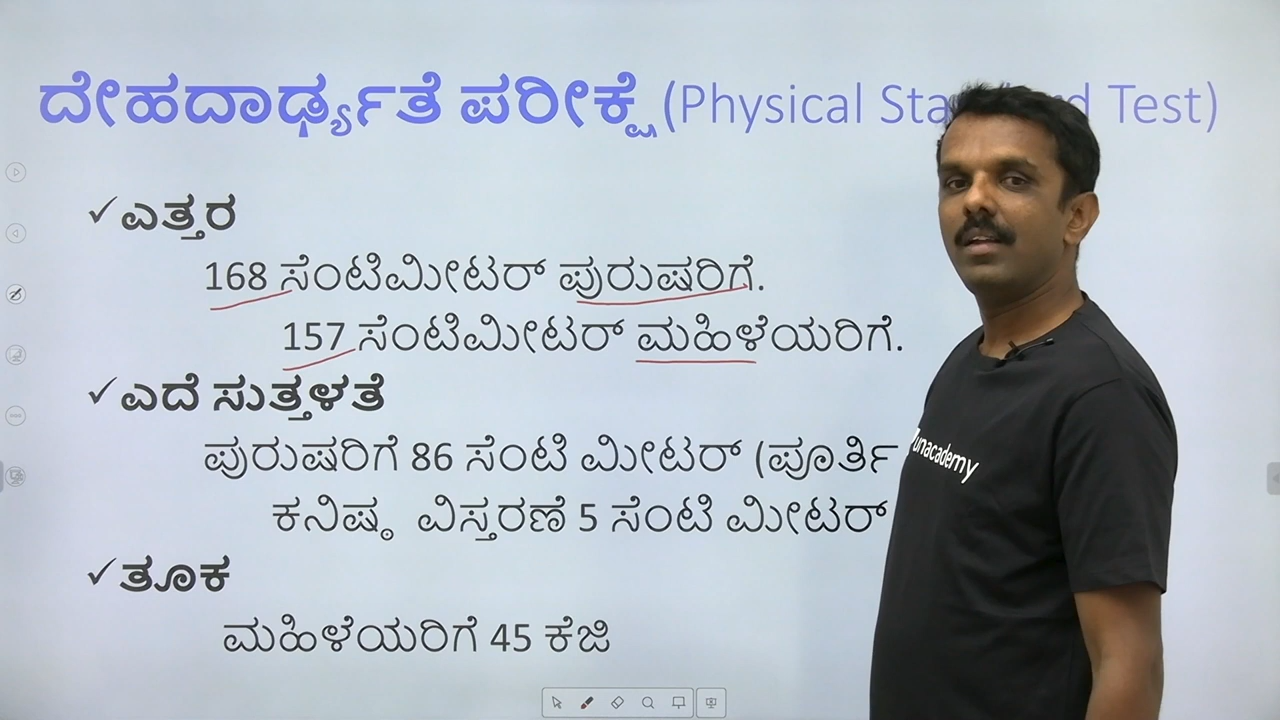 ದೇಹದಾರ್ಢ್ಯತೆ ಪರೀಕ್ಷೆ (Physical Sta d Test)
✓ ಎತ್ತರ
168 ಸೆಂಟಿಮೀಟರ್ ಪುರುಷರಿಗೆ.
157 ಸೆಂಟಿಮೀಟರ್ ಮಹಿಳೆಯರಿಗೆ.
✓ ಎದೆ ಸುತ್ತಳತೆ
ಪುರುಷರಿಗೆ 86 ಸೆಂಟಿ ಮೀಟರ್ (ಪೂರ್ತಿ
ಕನಿಷ್ಠ ವಿಸ್ತರಣೆ 5 ಸೆಂಟಿ ಮೀಟರ್
✓ ತೂಕ
ಮಹಿಳೆಯರಿಗೆ 45 ಕೆಜಿ
unacademy